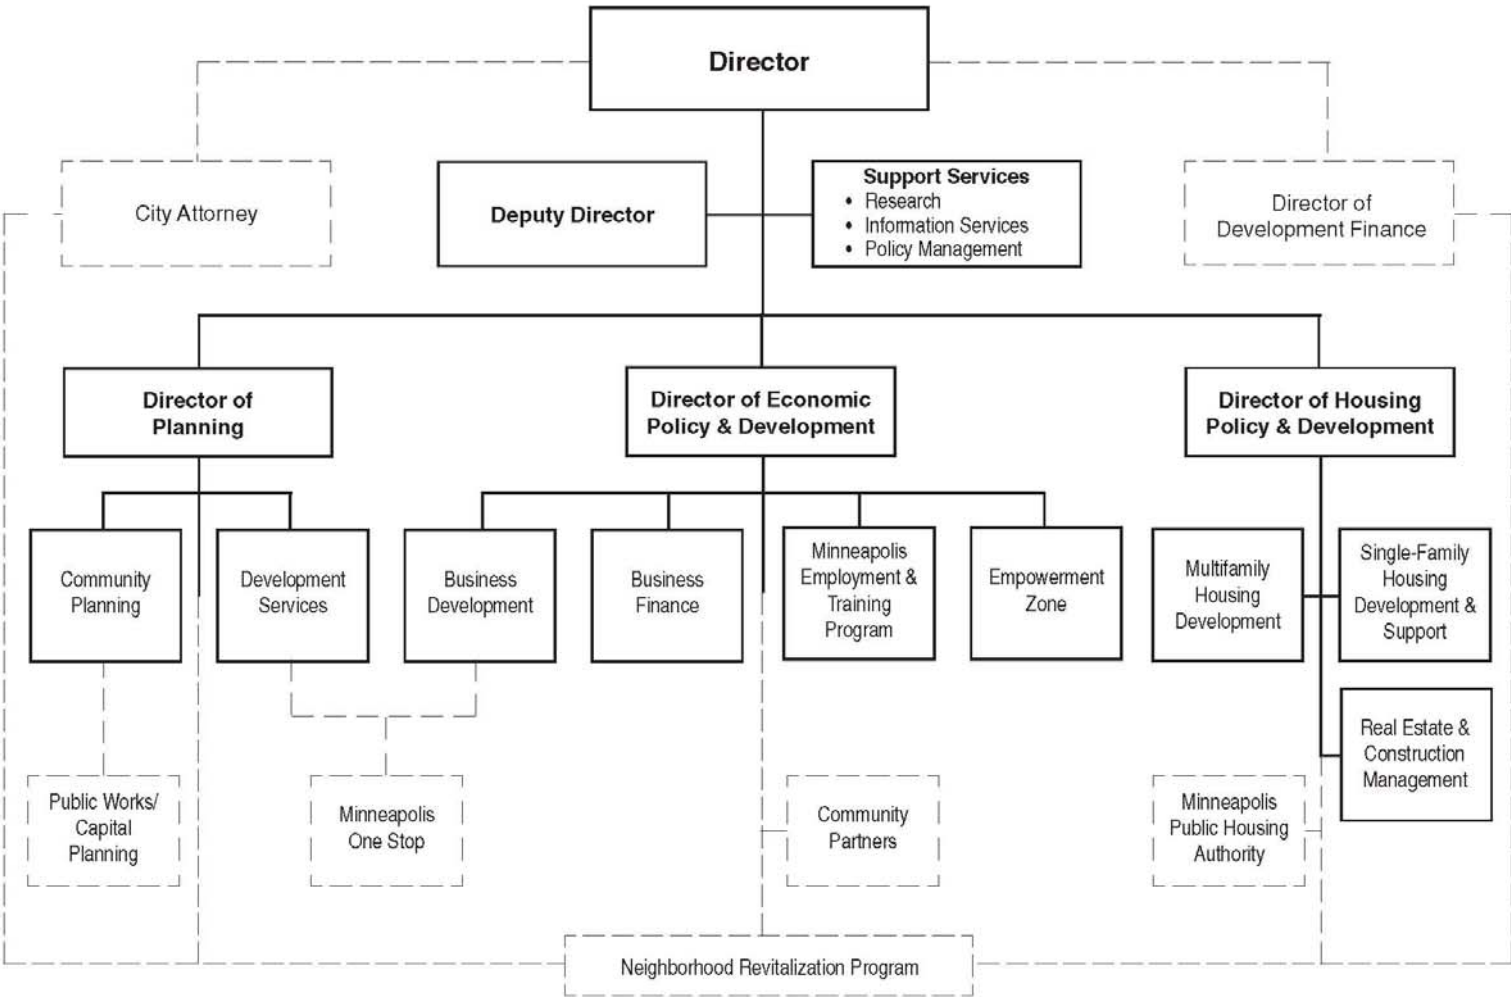 Director
City Attorney
Deputy Director
Support Services
• Research
• Information Services
• Policy Management
Director of
Development Finance
Director of
Planning
Director of Economic
Policy & Development
Director of Housing
Policy & Development
Community
Planning
Development
Services
Business
Development
Business
Finance
Minneapolis
Employment &
Training
Program
Empowerment
Zone
Multifamily
Housing
Development
Single-Family
Housing
Development &
Support
Real Estate &
Construction
Management
Public Works/
Capital
Planning
Minneapolis
One Stop
Community
Partners
Minneapolis
Public Housing
Authority
Neighborhood Revitalization Program